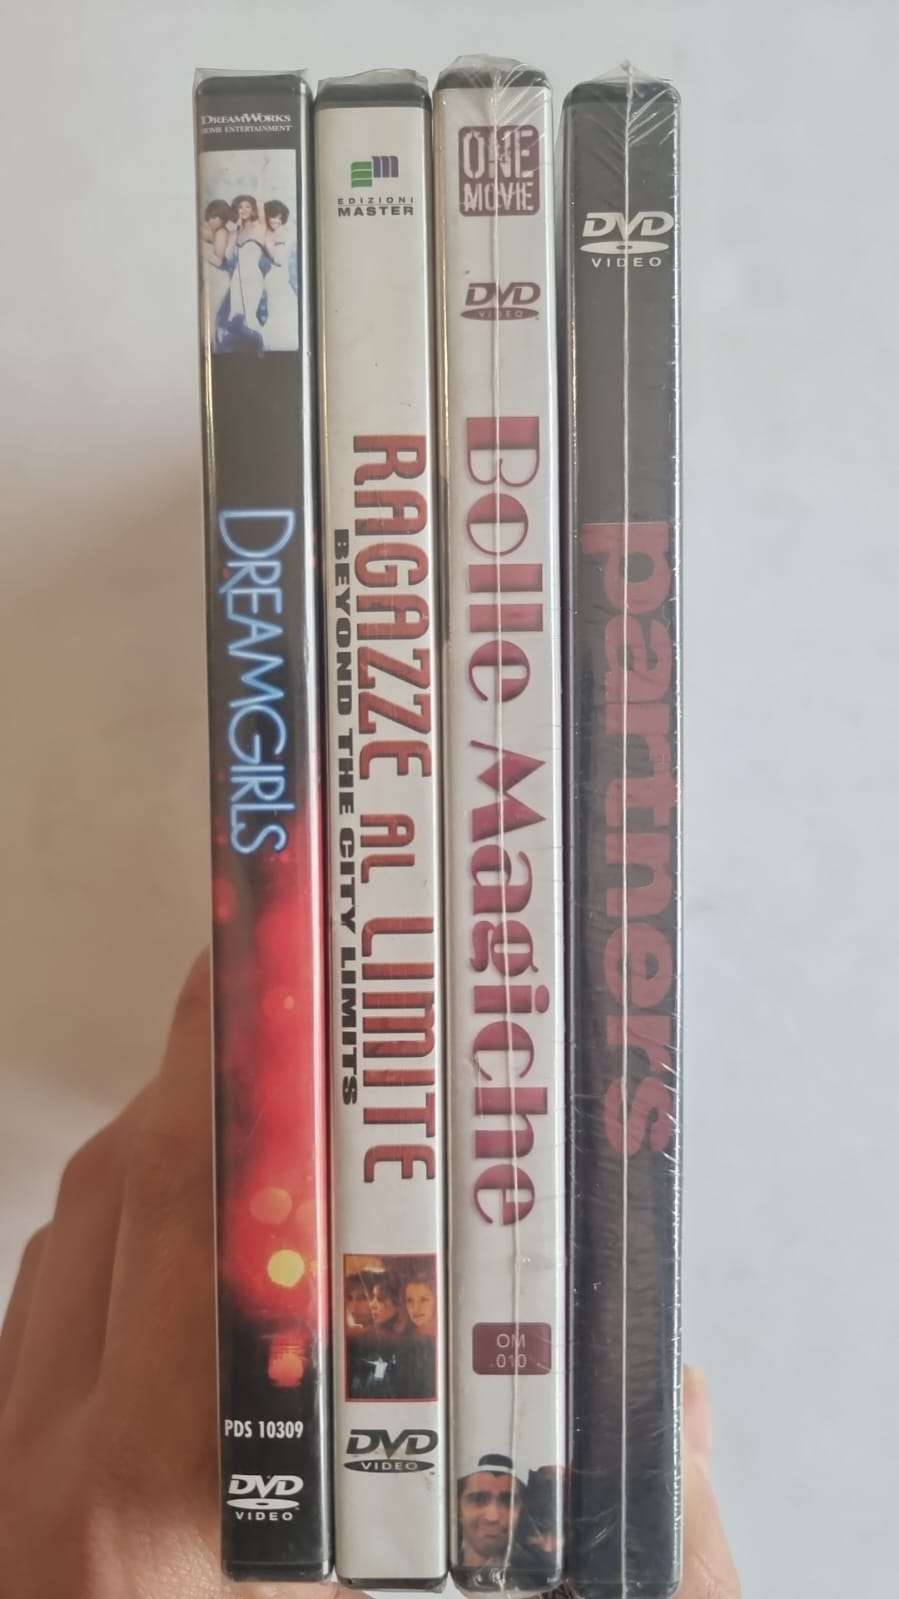 DREAMWORKS
HOME ENTERTAINMENT
DREAMGIRLS
PDS 10309
DVD
VIDEO
EM
EDIZIONI
MASTER
RAGAZZE AL LIMITE
BEYOND THE CITY LIMITS
DVD
VIDEO
ONE
MOVIE
DVD
VIDEO
Bolle Magiche
OM
010
DVD
VIDEO
partners